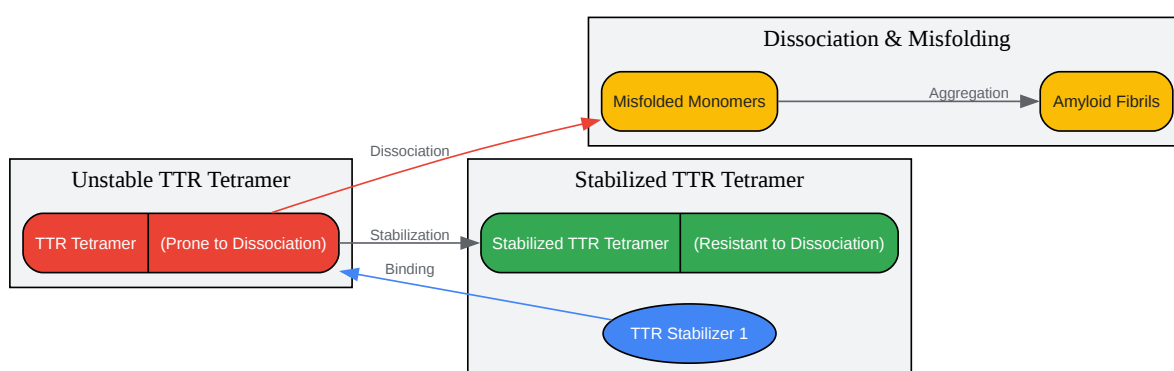 Dissociation & Misfolding
Misfolded Monomers
Aggregation
Amyloid Fibrils
Dissociation
Unstable TTR Tetramer
Stabilized TTR Tetramer
TTR Tetramer
(Prone to Dissociation)
Stabilization
Stabilized TTR Tetramer
(Resistant to Dissociation)
Binding
TTR Stabilizer 1